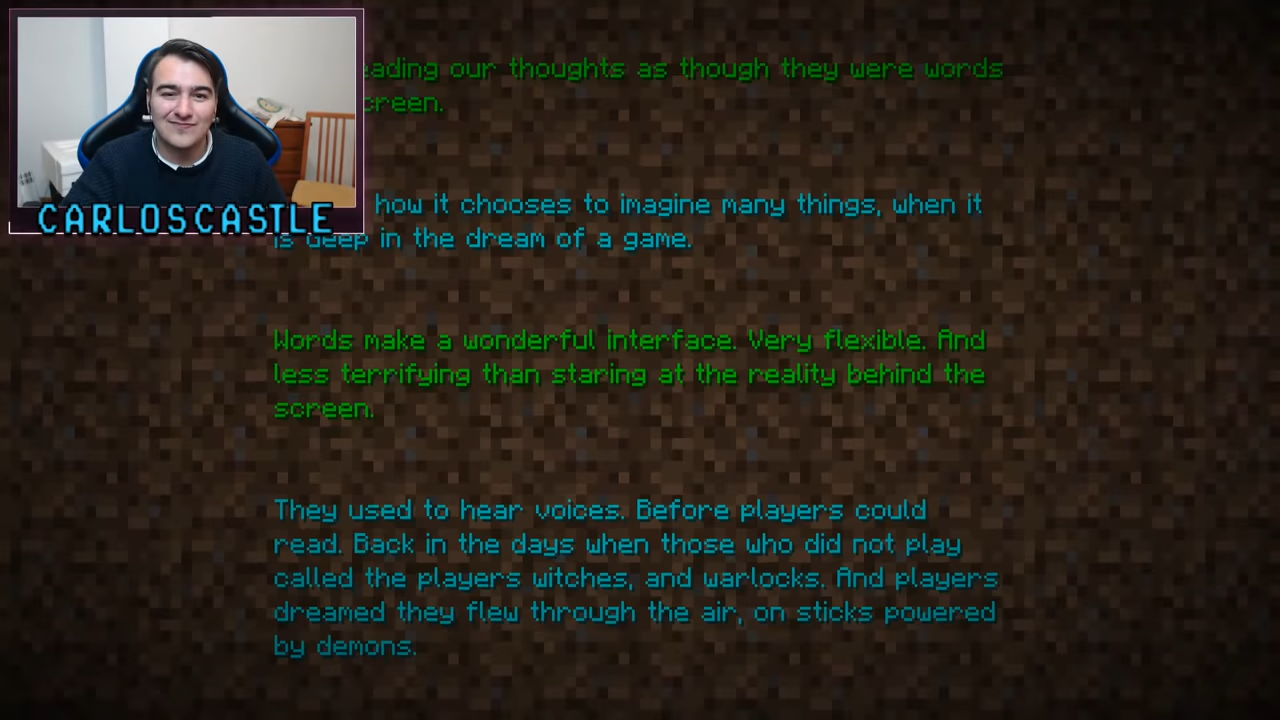 CARLOSCASTLE
eading our thoughts as though they were words
creen.
how it chooses to imagine many things, when it
is deep in the dream of a game.
Words make a wonderful interface. Very flexible. And
less terrifying than staring at the reality behind the
screen.
They used to hear voices. Before players could
read. Back in the days when those who did not play
called the players witches, and warlocks. And players
dreamed they flew through the air, on sticks powered
by demons.